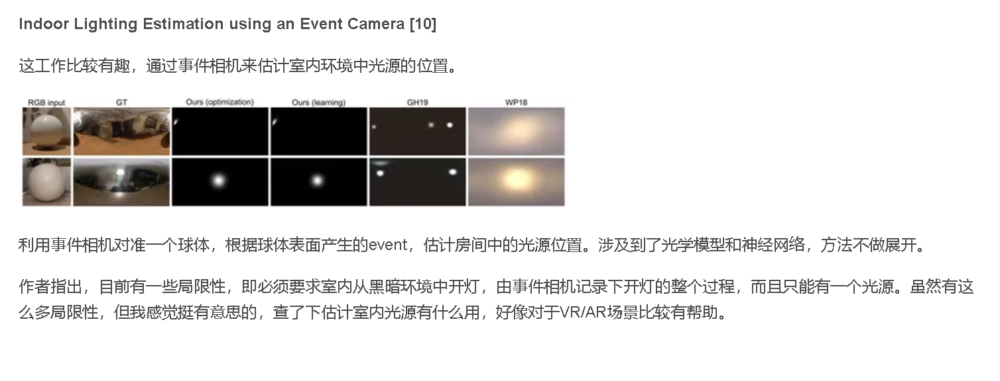 Indoor Lighting Estimation using an Event Camera [10]
这工作比较有趣，通过事件相机来估计室内环境中光源的位置。
RGB input GT Ours (optimization) Ours (learning) GH19 WP18
利用事件相机对准一个球体，根据球体表面产生的event，估计房间中的光源位置。涉及到了光学模型和神经网络，方法不做展开。
作者指出，目前有一些局限性，即必须要求室内从黑暗环境中开灯，由事件相机记录下开灯的整个过程，而且只能有一个光源。虽然有这
么多局限性，但我感觉挺有意思的，查了下估计室内光源有什么用，好像对于VR/AR场景比较有帮助。